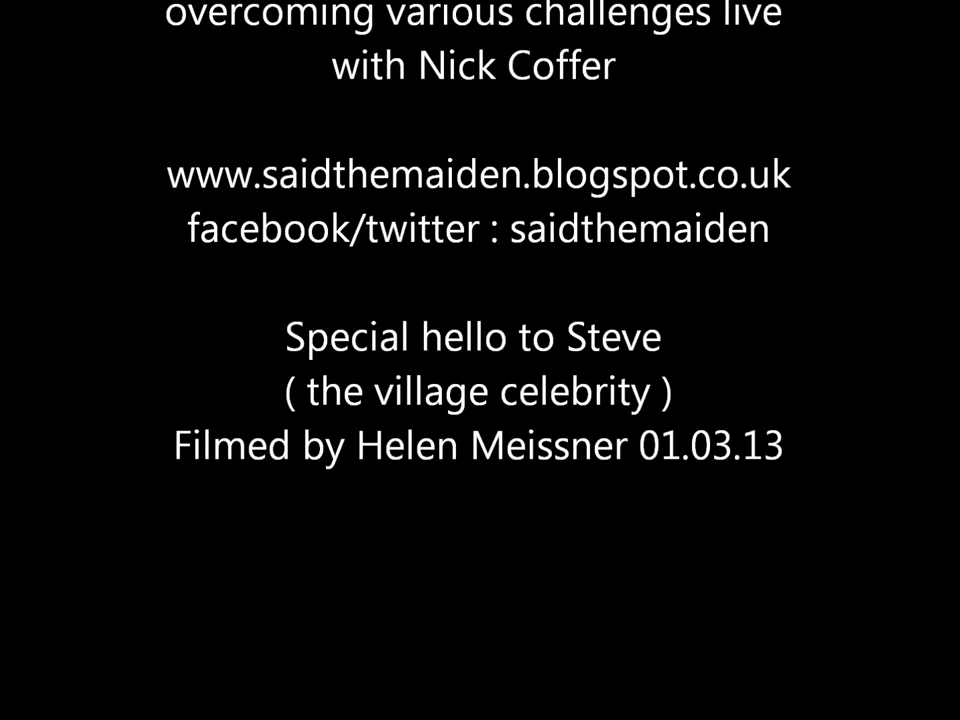 overcoming various challenges live
with Nick Coffer
www.saidthemaiden.blogspot.co.uk
facebook/twitter : saidthemaiden
Special hello to Steve
( the village celebrity )
Filmed by Helen Meissner 01.03.13